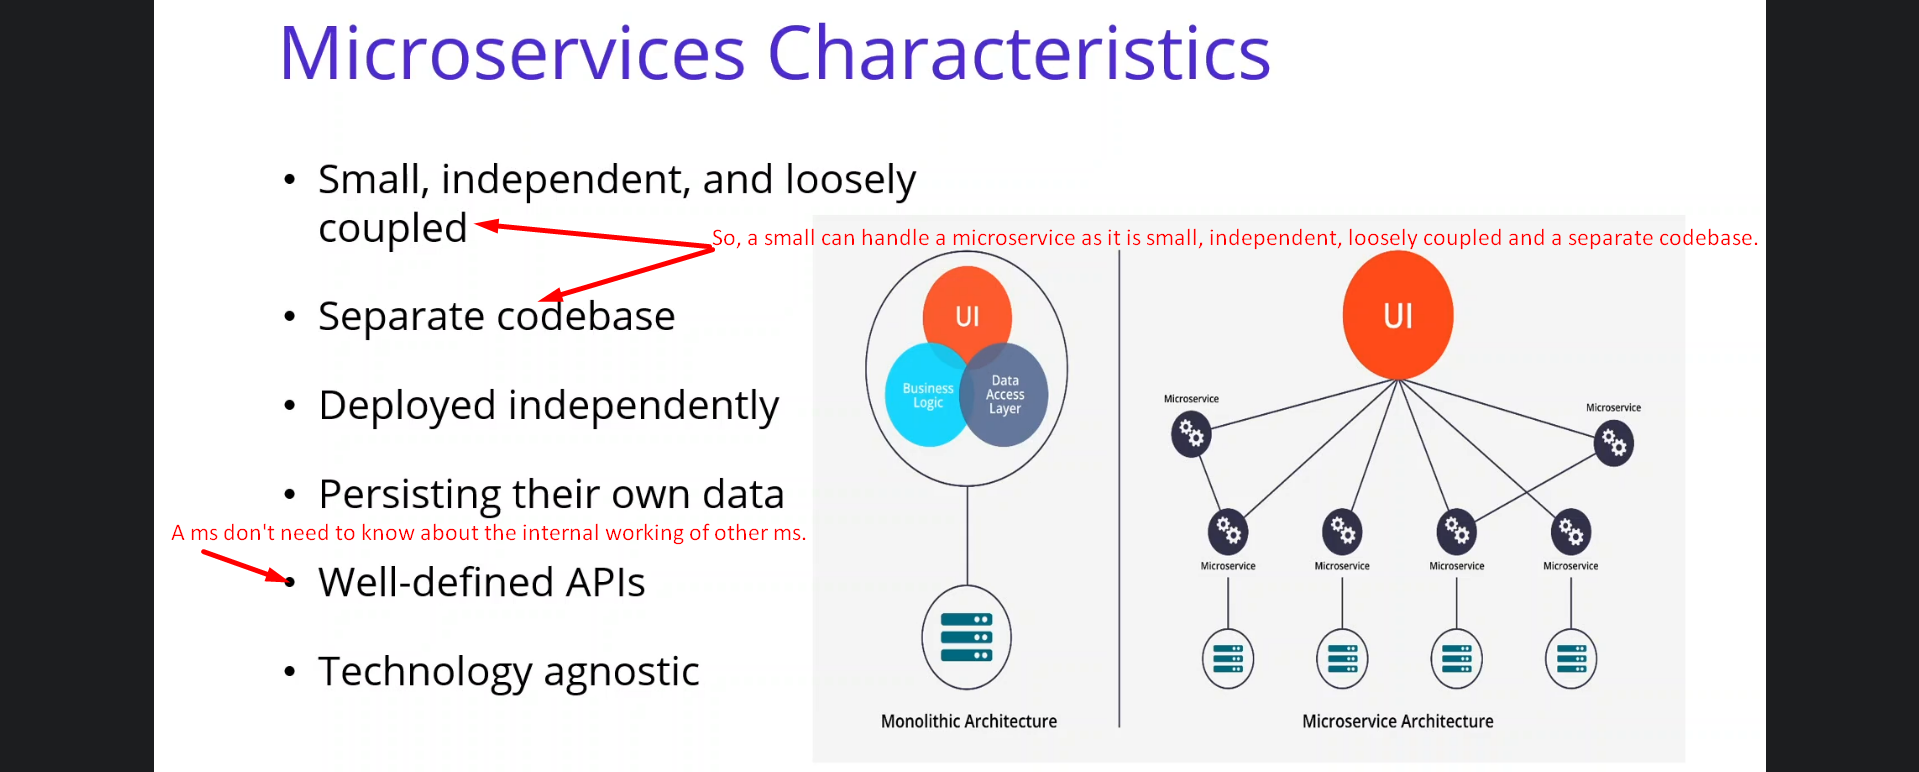 Microservices Characteristics
• Small, independent, and loosely
coupled
So, a small can handle a microservice as it is small, independent, loosely coupled and a separate codebase.
• Separate codebase
• Deployed independently
• Persisting their own data
A ms don't need to know about the internal working of other ms.
• Well-defined APIs
• Technology agnostic
UI
Business
Logic
Data
Access
Layer
Monolithic Architecture
UI
Microservice
Microservice
Microservice
Microservice
Microservice
Microservice
Microservice Architecture